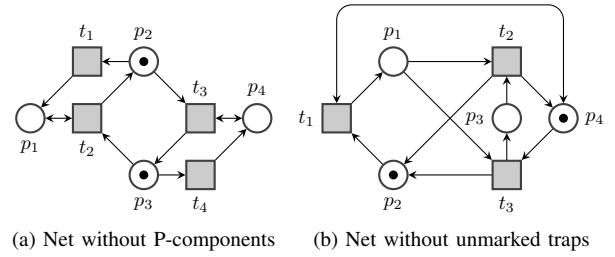 t₁ p₂ p₁ t₂
t₃ p₄ p₃ p₄
p₁ t₂ t₁
p₃ t₄ p₂ t₃
(a) Net without P-components (b) Net without unmarked traps